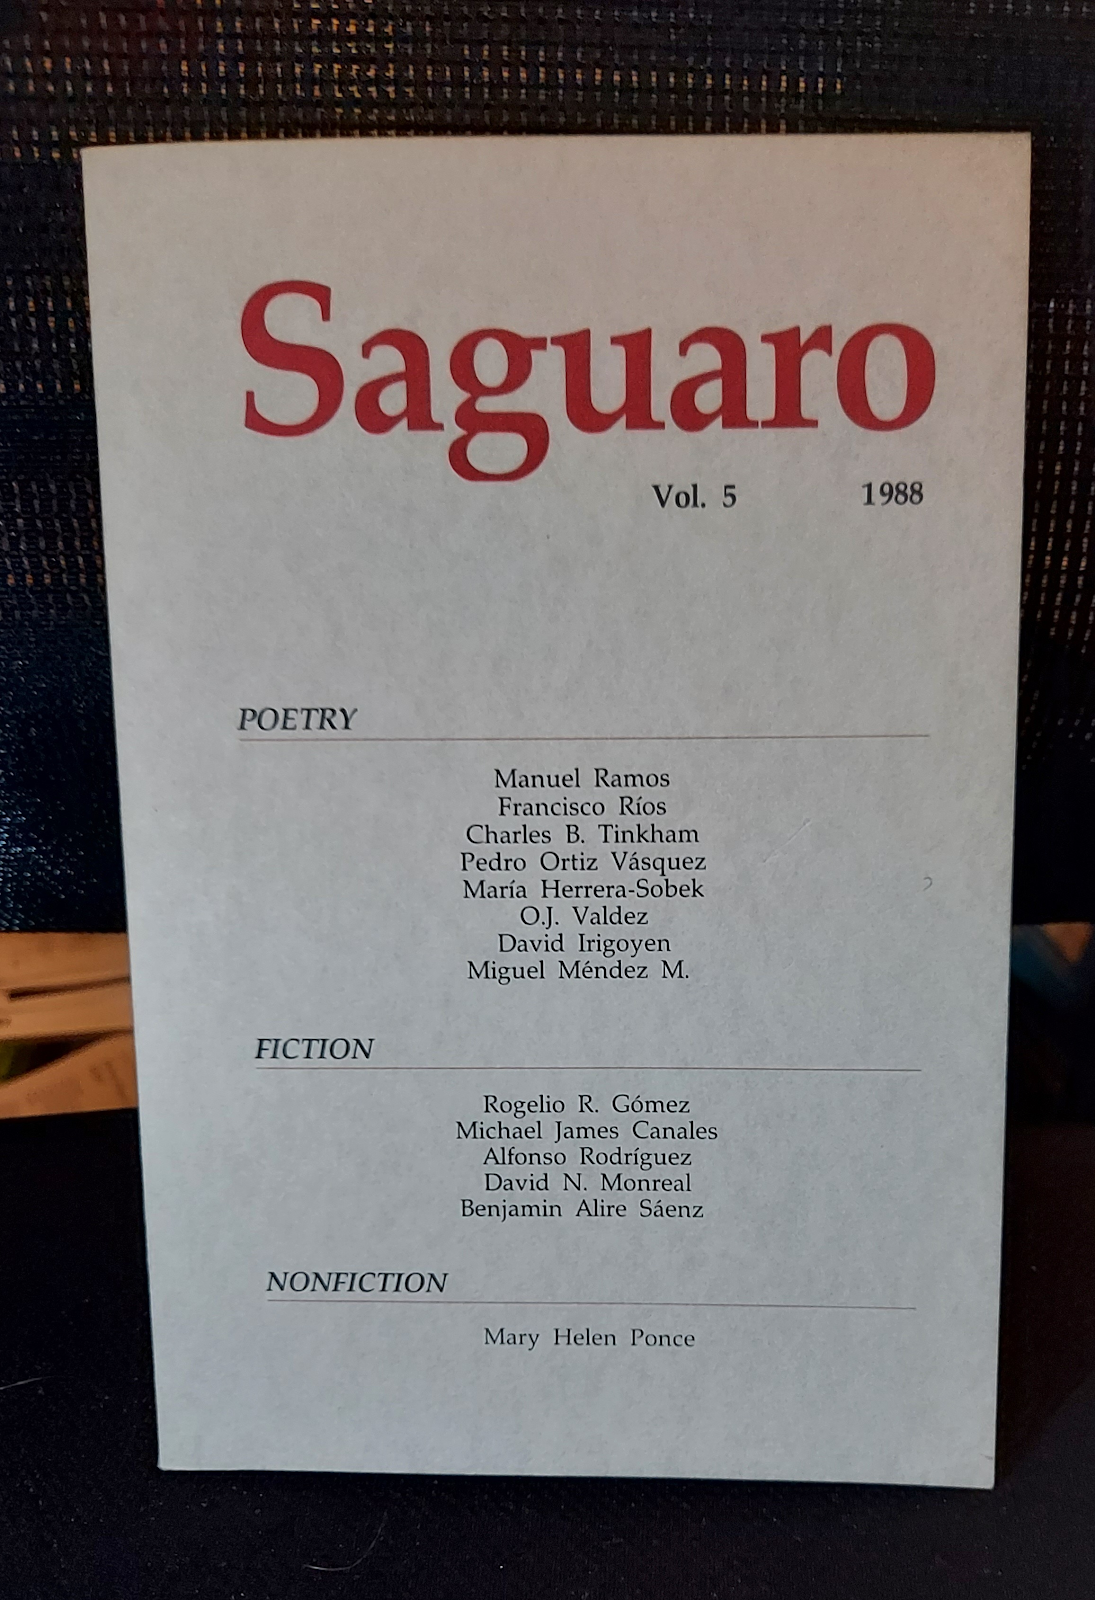 Saguaro
Vol. 5 1988
POETRY
Manuel Ramos
Francisco Ríos
Charles B. Tinkham
Pedro Ortiz Vásquez
María Herrera-Sobek
O.J. Valdez
David Irigoyen
Miguel Méndez M.
FICTION
Rogelio R. Gómez
Michael James Canales
Alfonso Rodríguez
David N. Monreal
Benjamin Alire Sáenz
NONFICTION
Mary Helen Ponce